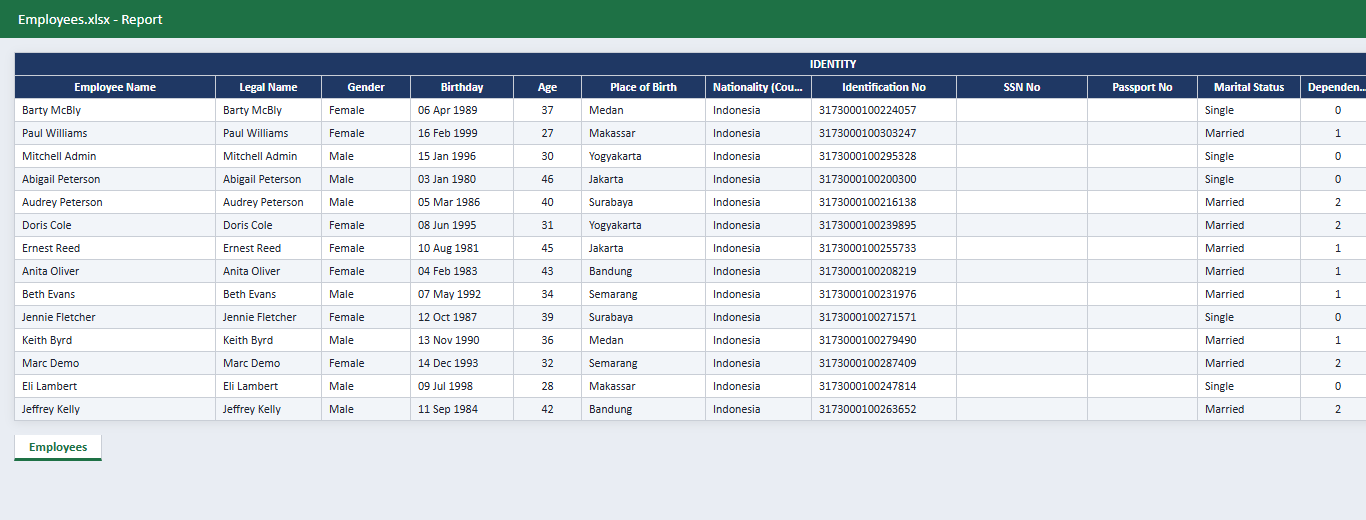 Employees.xlsx - Report
IDENTITY
Employee Name Legal Name Gender Birthday Age Place of Birth Nationality (Cou... Identification No SSN No Passport No Marital Status Dependen...
Barty McBly Barty McBly Female 06 Apr 1989 37 Medan Indonesia 3173000100224057 Single 0
Paul Williams Paul Williams Female 16 Feb 1999 27 Makassar Indonesia 3173000100303247 Married 1
Mitchell Admin Mitchell Admin Male 15 Jan 1996 30 Yogyakarta Indonesia 3173000100295328 Single 0
Abigail Peterson Abigail Peterson Male 03 Jan 1980 46 Jakarta Indonesia 3173000100200300 Single 0
Audrey Peterson Audrey Peterson Male 05 Mar 1986 40 Surabaya Indonesia 3173000100216138 Married 2
Doris Cole Doris Cole Female 08 Jun 1995 31 Yogyakarta Indonesia 3173000100239895 Married 2
Ernest Reed Ernest Reed Female 10 Aug 1981 45 Jakarta Indonesia 3173000100255733 Married 1
Anita Oliver Anita Oliver Female 04 Feb 1983 43 Bandung Indonesia 3173000100208219 Married 1
Beth Evans Beth Evans Male 07 May 1992 34 Semarang Indonesia 3173000100231976 Married 1
Jennie Fletcher Jennie Fletcher Female 12 Oct 1987 39 Surabaya Indonesia 3173000100271571 Single 0
Keith Byrd Keith Byrd Male 13 Nov 1990 36 Medan Indonesia 3173000100279490 Married 1
Marc Demo Marc Demo Female 14 Dec 1993 32 Semarang Indonesia 3173000100287409 Married 2
Eli Lambert Eli Lambert Male 09 Jul 1998 28 Makassar Indonesia 3173000100247814 Single 0
Jeffrey Kelly Jeffrey Kelly Male 11 Sep 1984 42 Bandung Indonesia 3173000100263652 Married 2
Employees